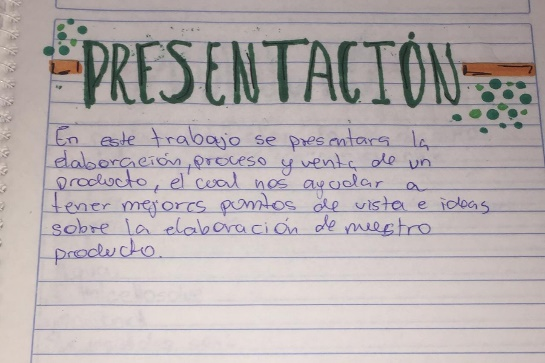 PRESENTACIÓN
En este trabajo se presentara la
elaboracieión, proceso y venta de un
producto, el cual nos ayudar a
tener mejores puntos de vista e ideas
sobre la elaboración de nuestro
producto.